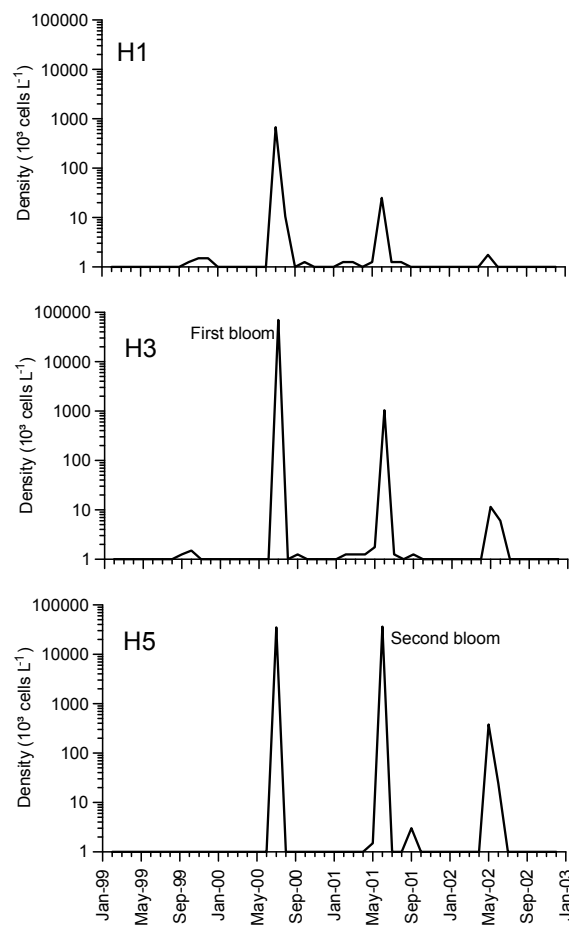 100000
H1
10000
1000
100
10
1
Density (10³ cells L⁻¹)
100000
First bloom
H3
10000
1000
100
10
1
Density (10³ cells L⁻¹)
100000
H5
Second bloom
10000
1000
100
10
1
Density (10³ cells L⁻¹)
Jan-99 May-99 Sep-99 Jan-00 May-00 Sep-00 Jan-01 May-01 Sep-01 Jan-02 May-02 Sep-02 Jan-03